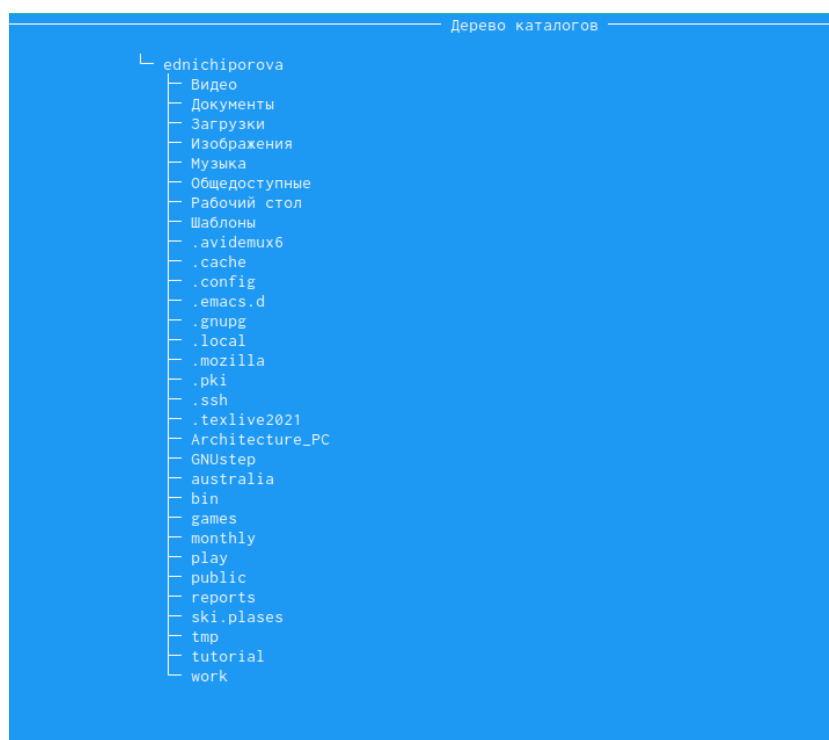 Дерево каталогов
ednichiporova
Видео
Документы
Загрузки
Изображения
Музыка
Общедоступные
Рабочий стол
Шаблоны
.avidemux6
.cache
.config
.emacs.d
.gnupg
.local
.mozilla
.pki
.ssh
.texlive2021
Architecture_PC
GNUstep
australia
bin
games
monthly
play
public
reports
ski.plases
tmp
tutorial
work